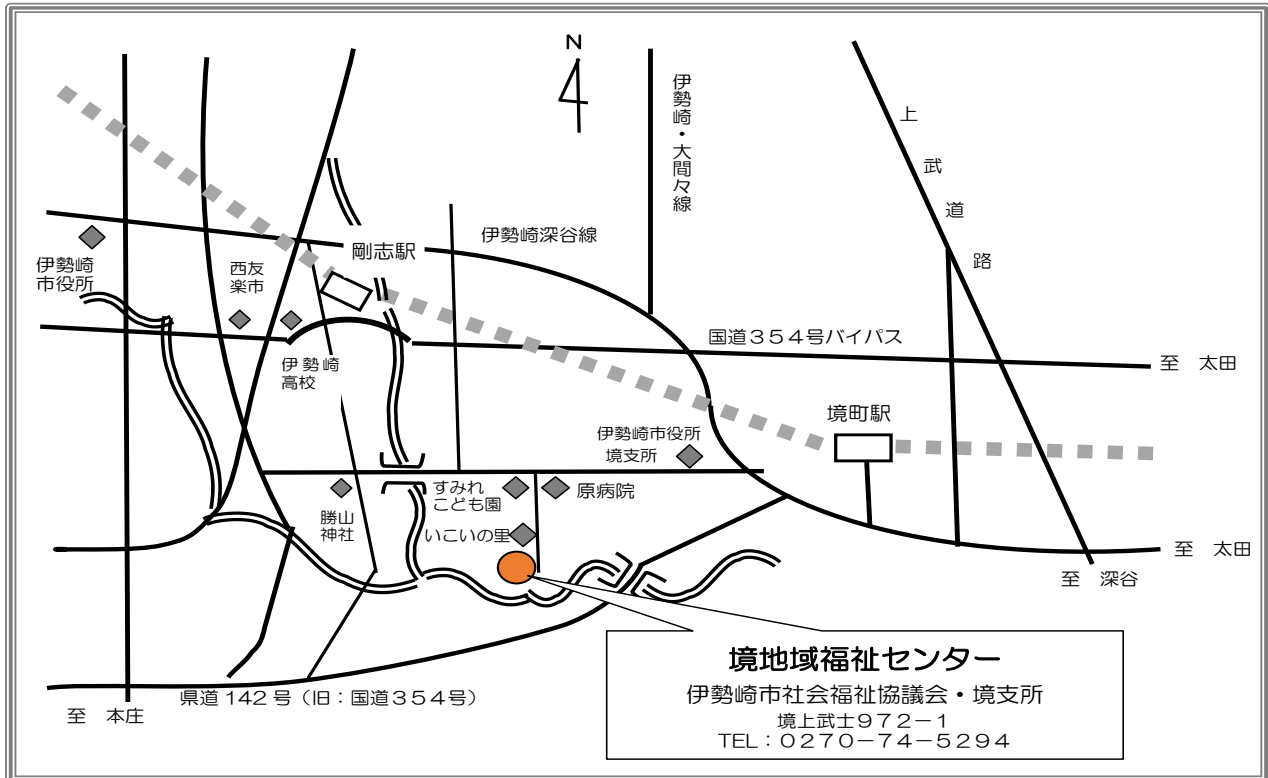 N
伊勢崎・大間々線
上武道路
伊勢崎深谷線
剛志駅
伊勢崎
市役所
西友
楽市
国道354号バイパス
至 太田
伊勢崎
高校
境町駅
伊勢崎市役所
境支所
すみれ
こども園
原病院
勝山
神社
いこいの里
至 太田
至 深谷
境地域福祉センター
伊勢崎市社会福祉協議会・境支所
境上武士972−1
TEL:0270−74−5294
県道142号(旧:国道354号)
至 本庄